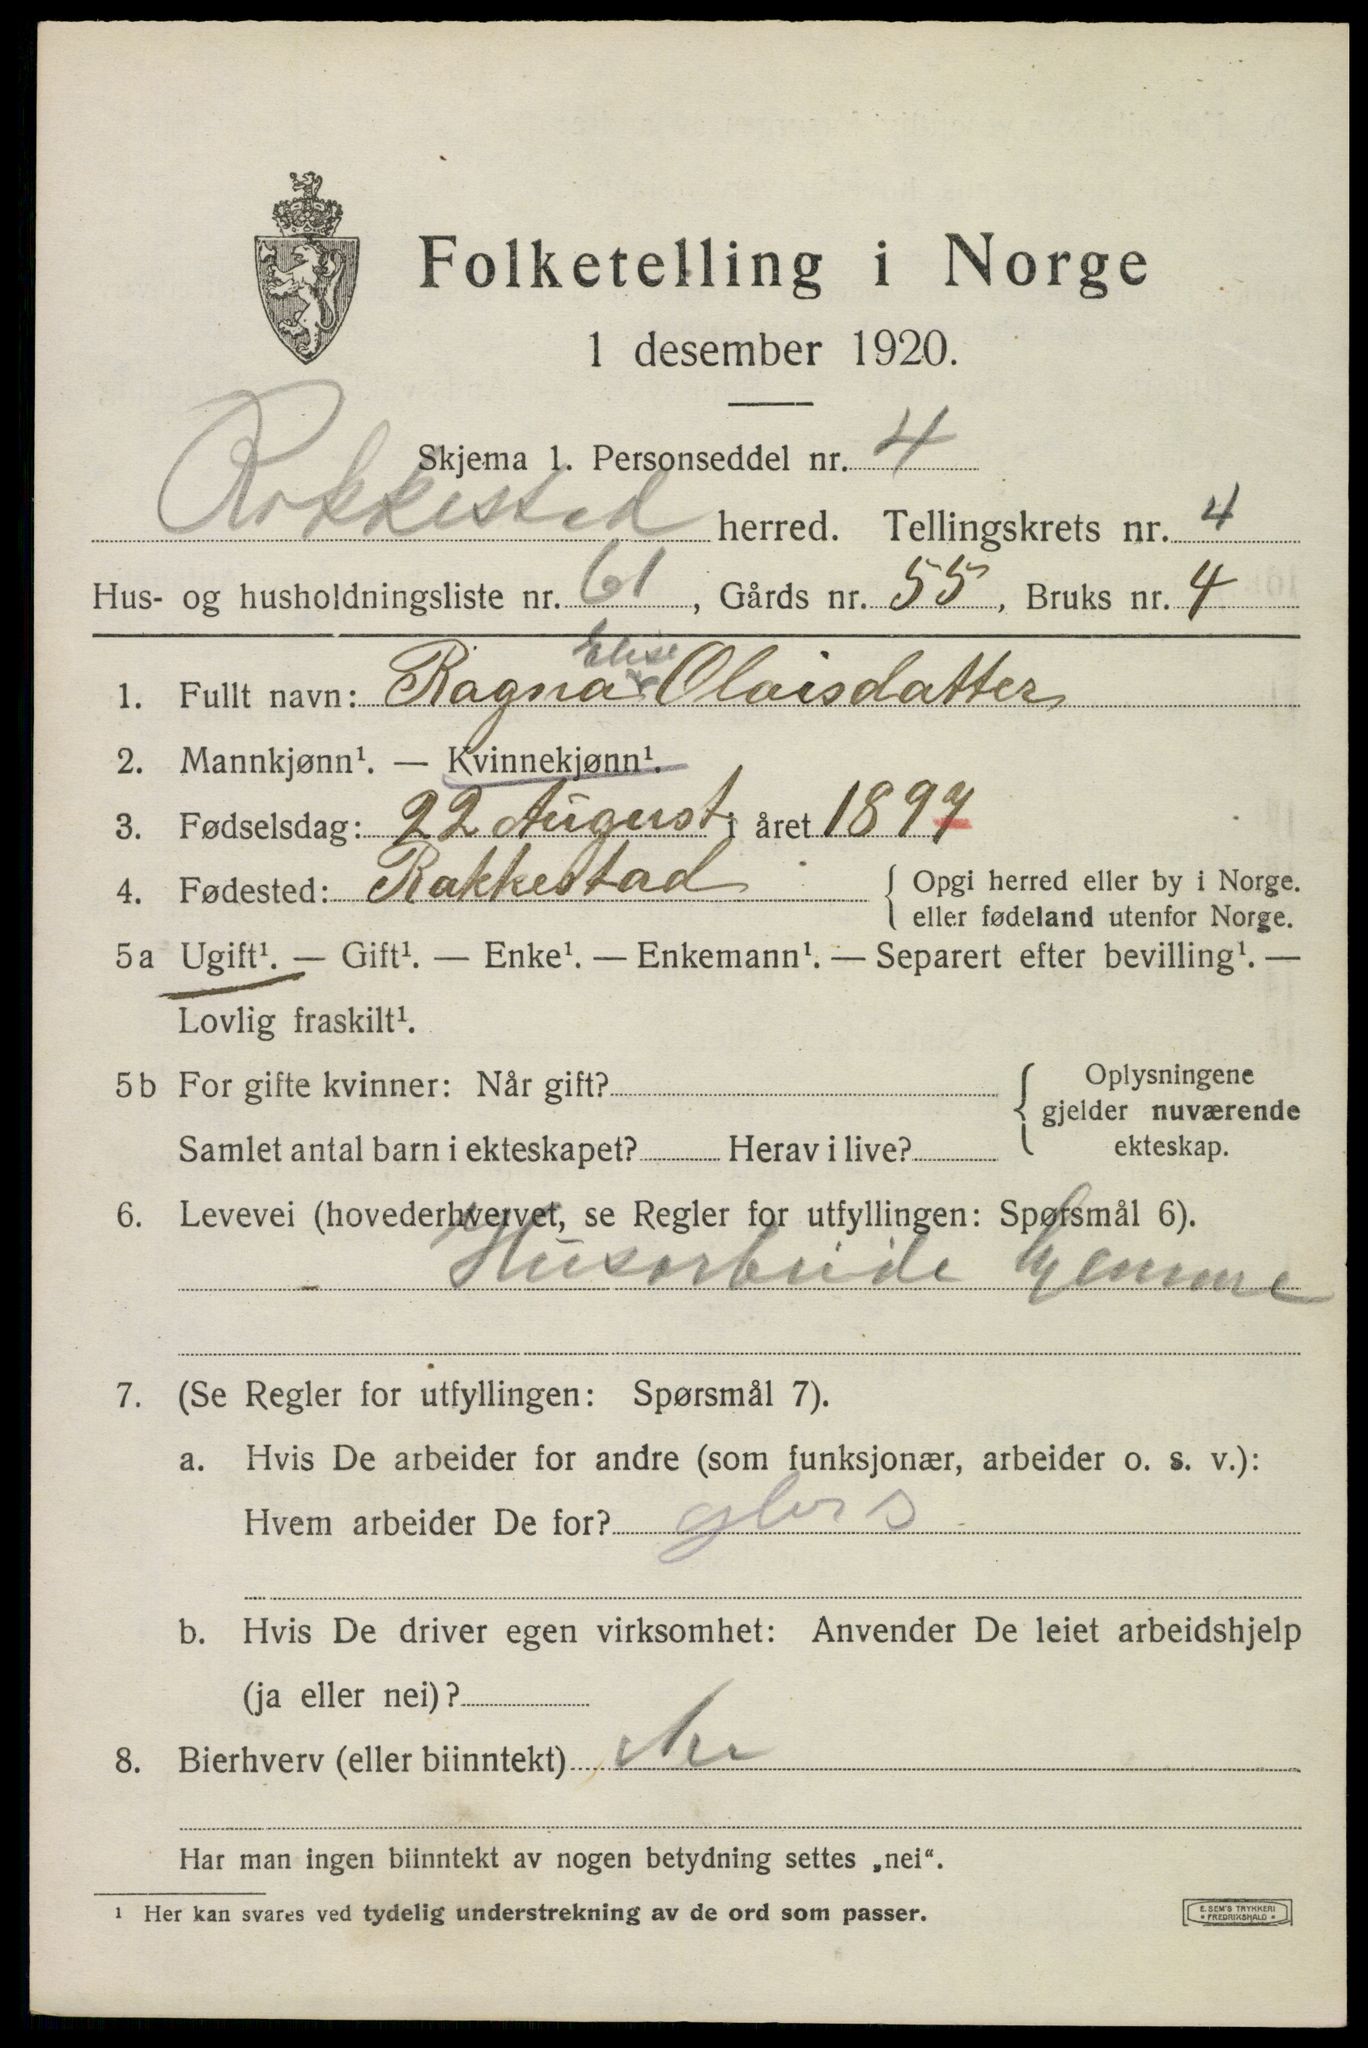 Folketelling i Norge
1 desember 1920.
Skjema 1. Personseddel nr. 4
Rakkestad herred. Tellingskrets nr. 4
Hus- og husholdningsliste nr. 61, Gårds nr. 55, Bruks nr. 4
Elise
1. Fullt navn: Ragna Olaisdatter
2. Mannkjønn¹. — Kvinnekjønn¹.
3. Fødselsdag: 22 August i året 1897
4. Fødested: Rakkestad { Opgi herred eller by i Norge.
eller fødeland utenfor Norge.
5a Ugift¹. — Gift¹. — Enke¹. — Enkemann¹. — Separert efter bevilling¹. —
Lovlig fraskilt¹.
5b For gifte kvinner: Når gift? { Oplysningene
gjelder nuværende
Samlet antal barn i ekteskapet? Herav i live? ekteskap.
6. Levevei (hovederhvervet, se Regler for utfyllingen: Spørsmål 6).
Husarbeide hjemme
7. (Se Regler for utfyllingen: Spørsmål 7).
a. Hvis De arbeider for andre (som funksjonær, arbeider o. s. v.):
Hvem arbeider De for?
b. Hvis De driver egen virksomhet: Anvender De leiet arbeidshjelp
(ja eller nei)?
8. Bierhverv (eller biinntekt) Nei
Har man ingen biinntekt av nogen betydning settes „nei“.
¹ Her kan svares ved tydelig understrekning av de ord som passer.
E. SEM'S TRYKKERI
• FREDRIKSHALD •